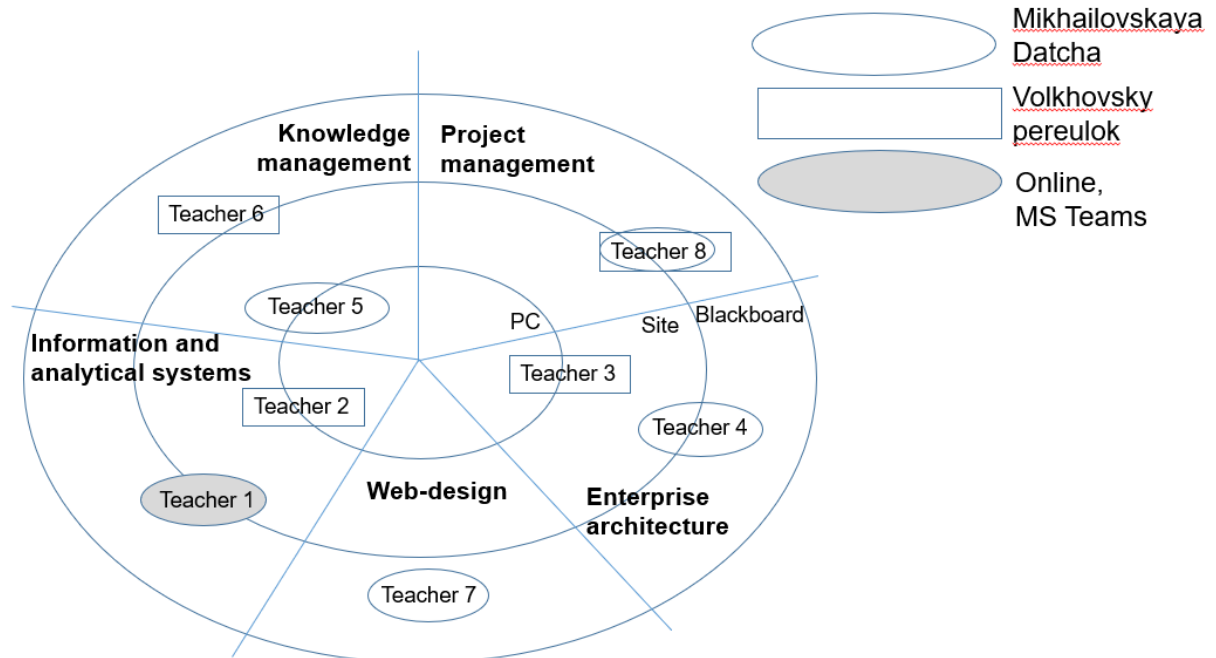 Mikhailovskaya
Datcha
Volkhovsky
pereulok
Online,
MS Teams
Knowledge
management
Project
management
Teacher 6
Teacher 8
Teacher 5
PC
Site
Blackboard
Information and
analytical systems
Teacher 3
Teacher 2
Teacher 4
Web-design
Enterprise
architecture
Teacher 1
Teacher 7